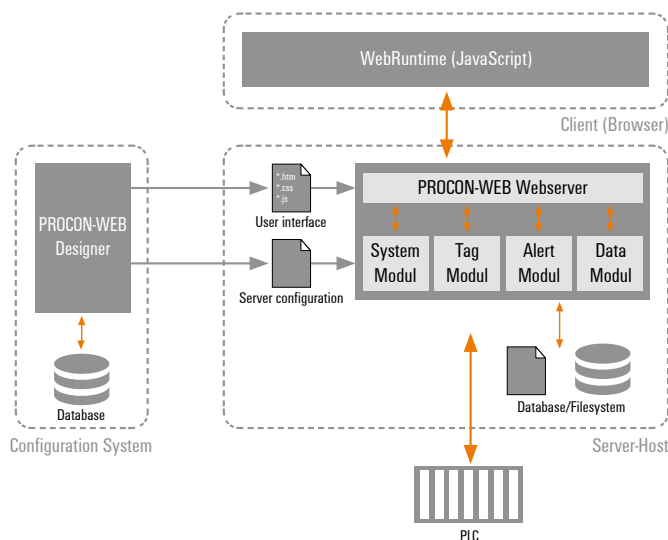 WebRuntime (JavaScript)
Client (Browser)
PROCON-WEB
Designer
Database
Configuration System
*.htm
*.css
*.js
User interface
Server configuration
PROCON-WEB Webserver
System
Modul
Tag
Modul
Alert
Modul
Data
Modul
Database/Filesystem
Server-Host
PLC